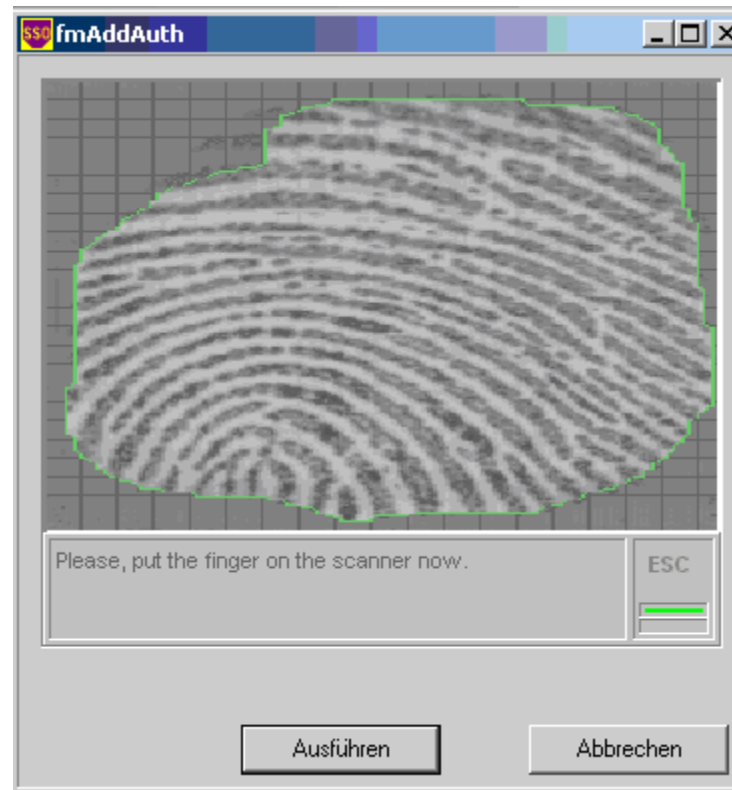 SSO fmAddAuth
Please, put the finger on the scanner now.
ESC
Ausführen
Abbrechen